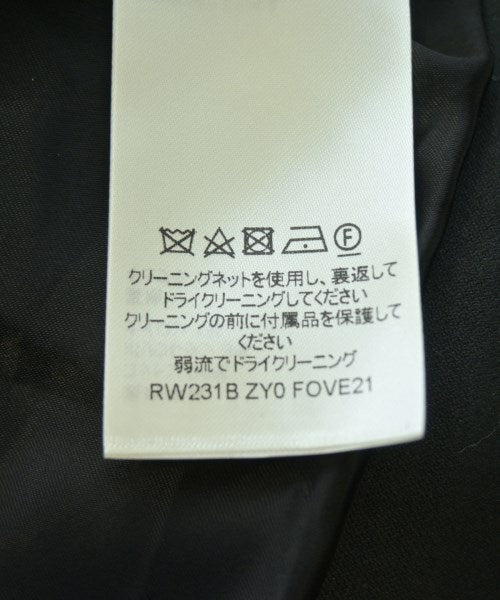 F
クリーニングネットを使用し、裏返して
ドライクリーニングしてください
クリーニングの前に付属品を保護して
ください
弱流でドライクリーニング
RW231B ZY0 FOVE21